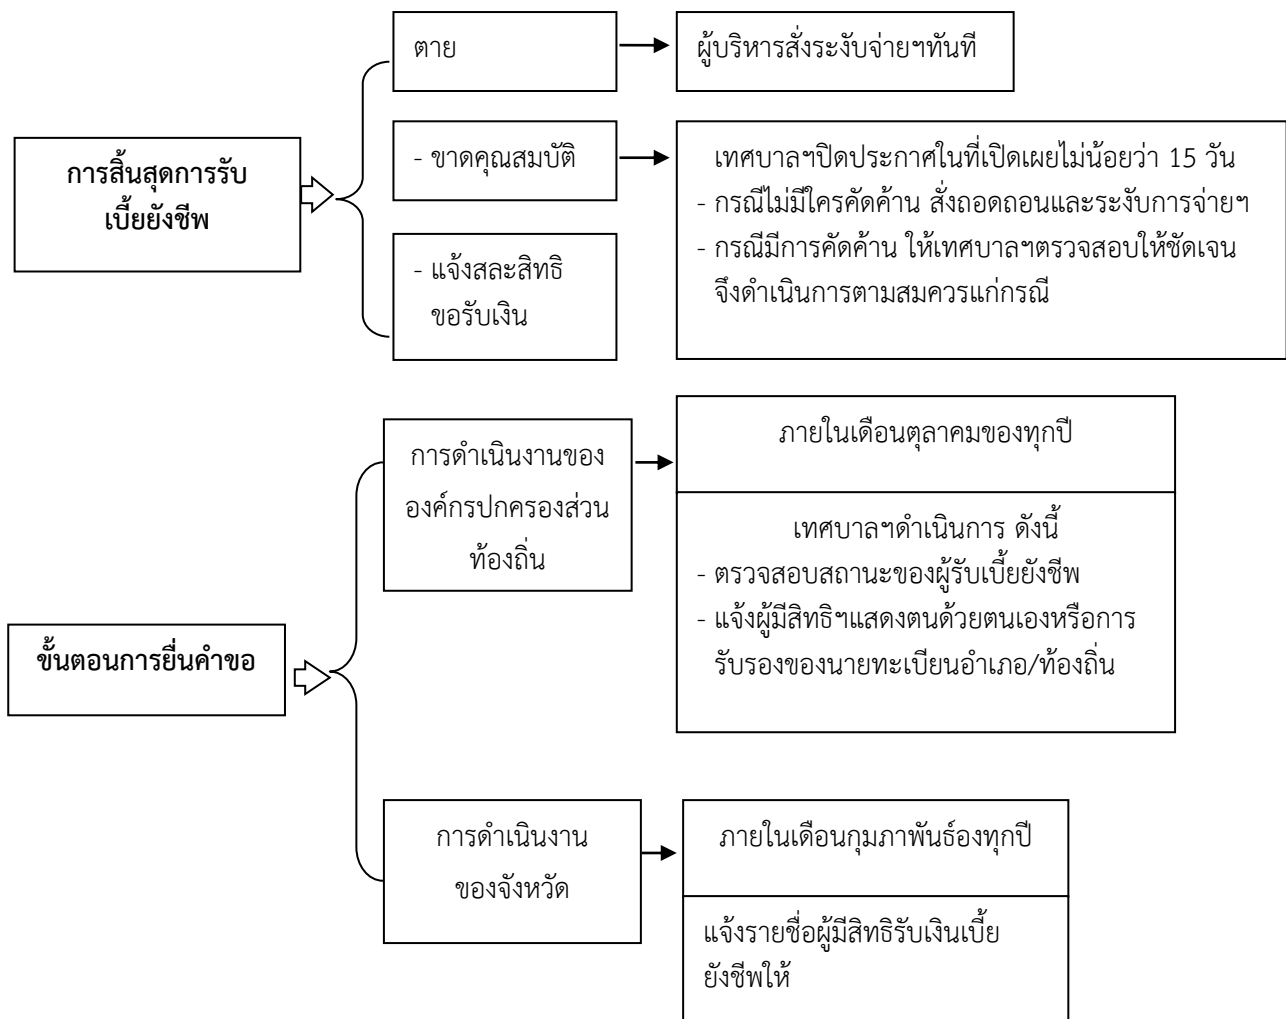 ตาย
ผู้บริหารสั่งระงับจ่ายฯทันที
การสิ้นสุดการรับ
เบี้ยยังชีพ
- ขาดคุณสมบัติ
เทศบาลฯปิดประกาศในที่เปิดเผยไม่น้อยว่า 15 วัน
- กรณีไม่มีใครคัดค้าน สั่งถอดถอนและระงับการจ่ายฯ
- กรณีมีการคัดค้าน ให้เทศบาลฯตรวจสอบให้ชัดเจน
จึงดำเนินการตามสมควรแก่กรณี
- แจ้งสละสิทธิ
ขอรับเงิน
ขั้นตอนการยื่นคำขอ
การดำเนินงานของ
องค์กรปกครองส่วน
ท้องถิ่น
ภายในเดือนตุลาคมของทุกปี
เทศบาลฯดำเนินการ ดังนี้
- ตรวจสอบสถานะของผู้รับเบี้ยยังชีพ
- แจ้งผู้มีสิทธิฯแสดงตนด้วยตนเองหรือการ
รับรองของนายทะเบียนอำเภอ/ท้องถิ่น
การดำเนินงาน
ของจังหวัด
ภายในเดือนกุมภาพันธ์องทุกปี
แจ้งรายชื่อผู้มีสิทธิรับเงินเบี้ย
ยังชีพให้